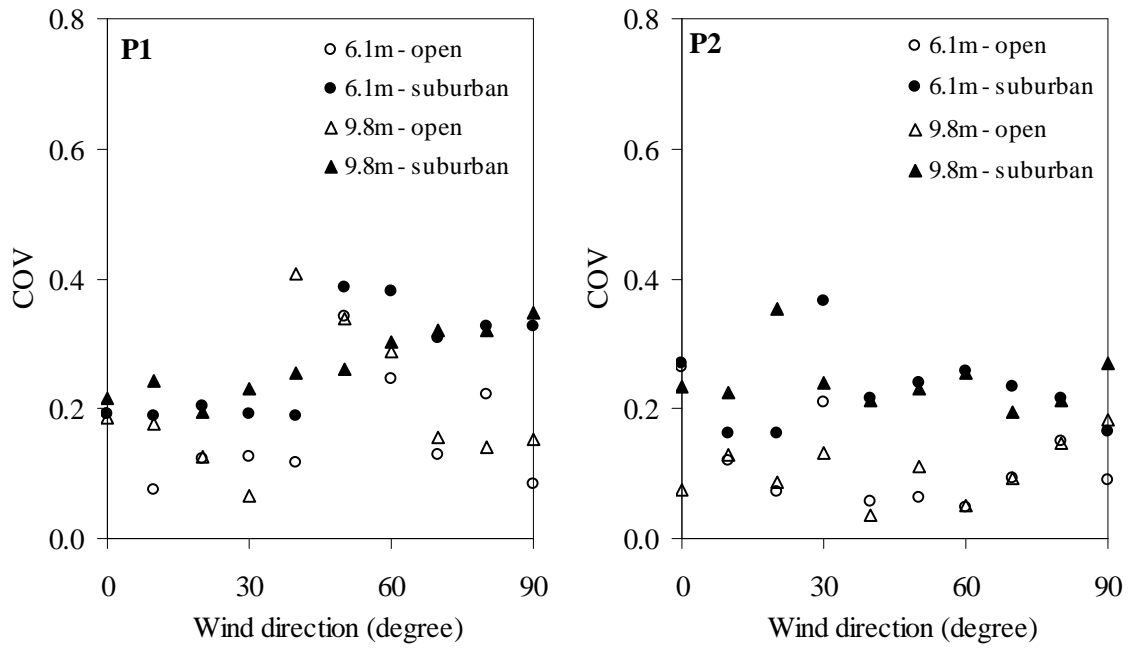 P1
6.1m - open
6.1m - suburban
9.8m - open
9.8m - suburban
COV
0.8
0.6
0.4
0.2
0.0
0 30 60 90
Wind direction (degree)
P2
6.1m - open
6.1m - suburban
9.8m - open
9.8m - suburban
COV
0.8
0.6
0.4
0.2
0.0
0 30 60 90
Wind direction (degree)